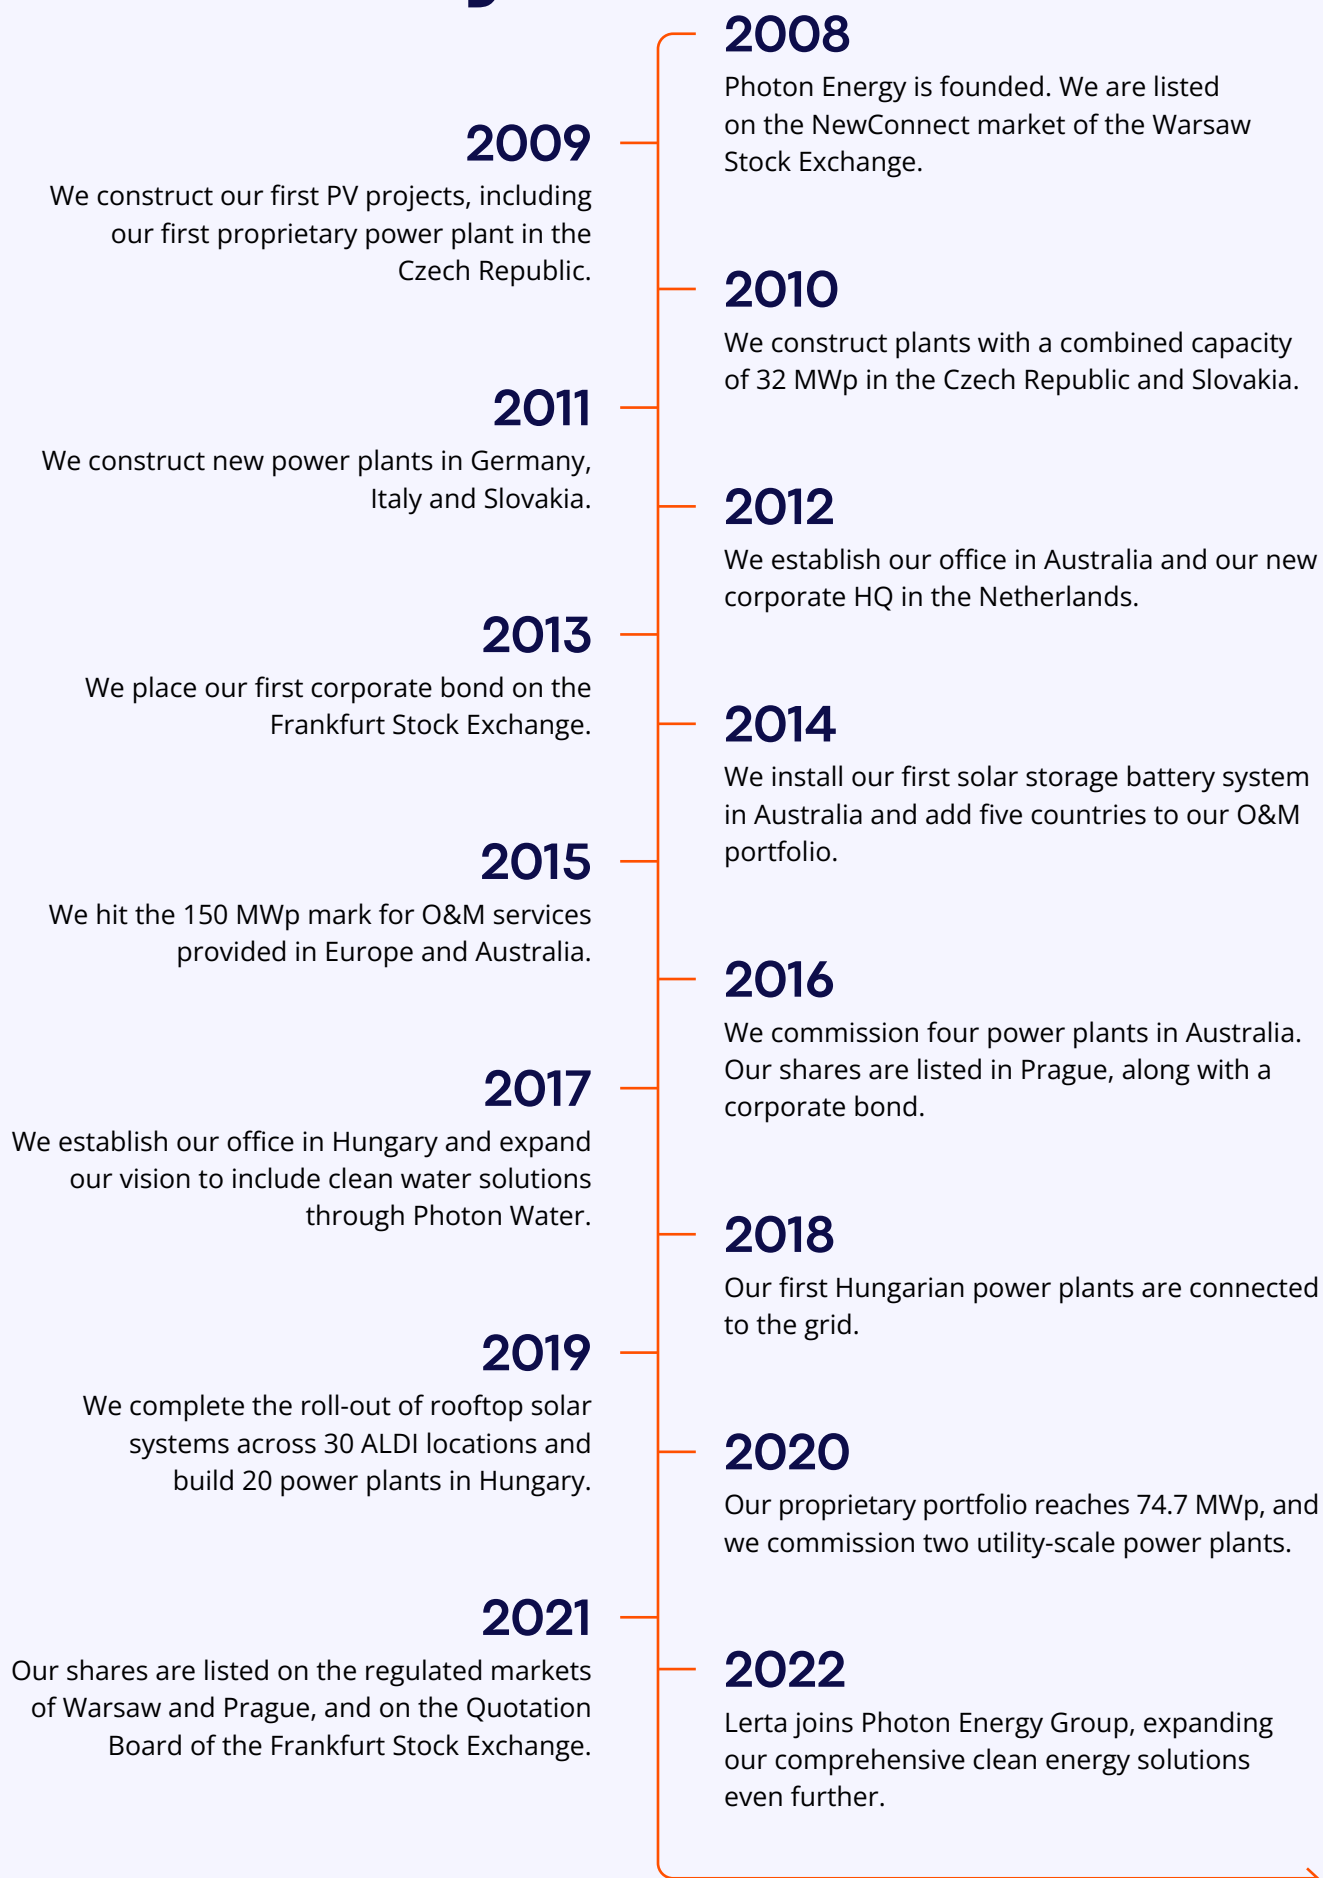 2008
Photon Energy is founded. We are listed
on the NewConnect market of the Warsaw
Stock Exchange.
2009
We construct our first PV projects, including
our first proprietary power plant in the
Czech Republic.
2010
We construct plants with a combined capacity
of 32 MWp in the Czech Republic and Slovakia.
2011
We construct new power plants in Germany,
Italy and Slovakia.
2012
We establish our office in Australia and our new
corporate HQ in the Netherlands.
2013
We place our first corporate bond on the
Frankfurt Stock Exchange.
2014
We install our first solar storage battery system
in Australia and add five countries to our O&M
portfolio.
2015
We hit the 150 MWp mark for O&M services
provided in Europe and Australia.
2016
We commission four power plants in Australia.
Our shares are listed in Prague, along with a
corporate bond.
2017
We establish our office in Hungary and expand
our vision to include clean water solutions
through Photon Water.
2018
Our first Hungarian power plants are connected
to the grid.
2019
We complete the roll-out of rooftop solar
systems across 30 ALDI locations and
build 20 power plants in Hungary.
2020
Our proprietary portfolio reaches 74.7 MWp, and
we commission two utility-scale power plants.
2021
Our shares are listed on the regulated markets
of Warsaw and Prague, and on the Quotation
Board of the Frankfurt Stock Exchange.
2022
Lerta joins Photon Energy Group, expanding
our comprehensive clean energy solutions
even further.